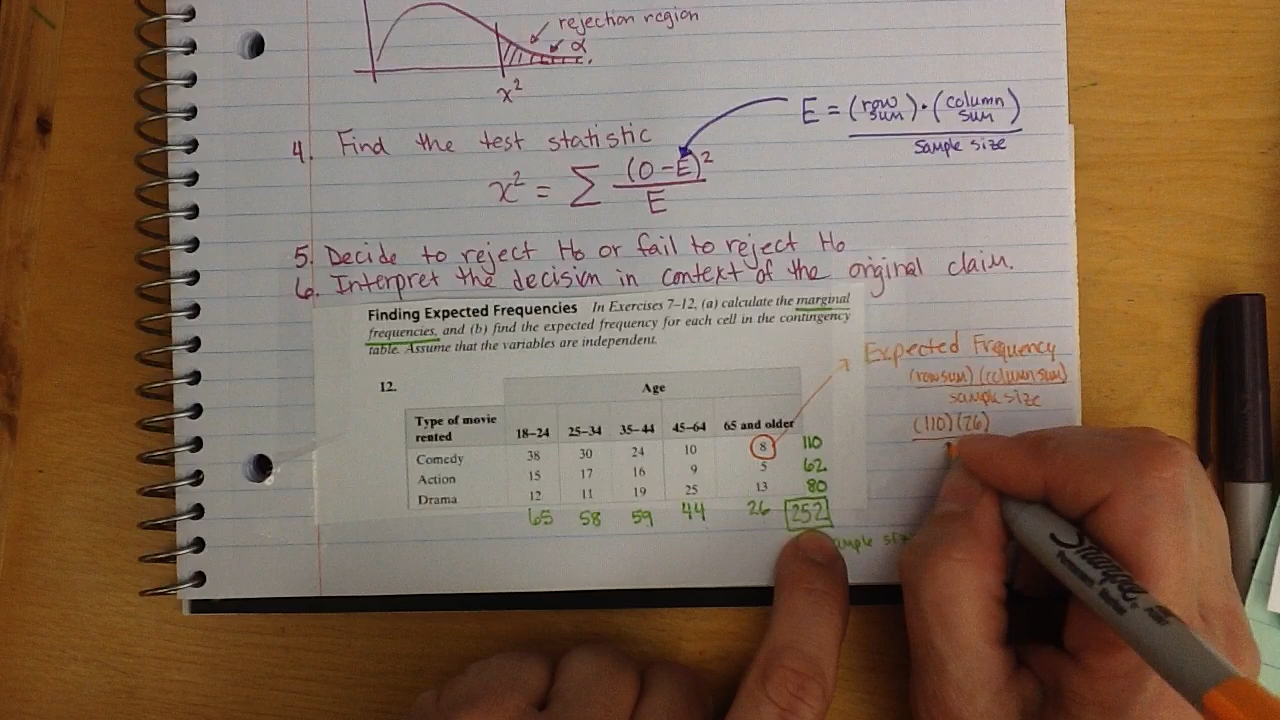 rejection region
α
x²
E = (row sum) · (column sum)
sample size
4. Find the test statistic
x² = Σ (O - E)²
E
5. Decide to reject H₀ or fail to reject H₀
6. Interpret the decision in context of the original claim.
Finding Expected Frequencies In Exercises 7–12, (a) calculate the marginal
frequencies, and (b) find the expected frequency for each cell in the contingency
table. Assume that the variables are independent.
Expected Frequency
(row sum)(column sum)
sample size
(110)(26)
12.
Age
Type of movie
rented 18–24 25–34 35–44 45–64 65 and older
Comedy 38 30 24 10 8 110
Action 15 17 16 9 5 62
Drama 12 11 19 25 13 80
65 58 59 44 26 252
Sharpie